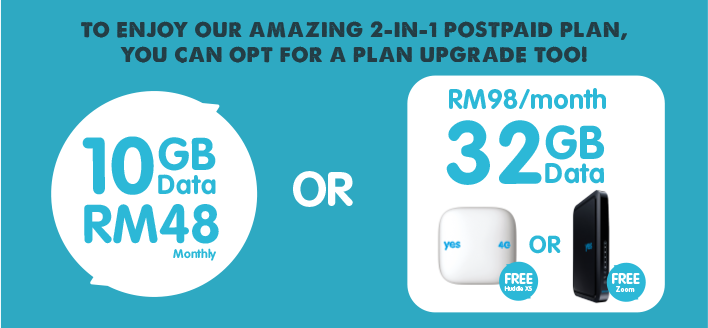 TO ENJOY OUR AMAZING 2-IN-1 POSTPAID PLAN,
YOU CAN OPT FOR A PLAN UPGRADE TOO!
10GB
Data
RM48
Monthly
OR
RM98/month
32GB
Data
yes 4G
FREE
Huddle XS
OR
yes
FREE
Zoom